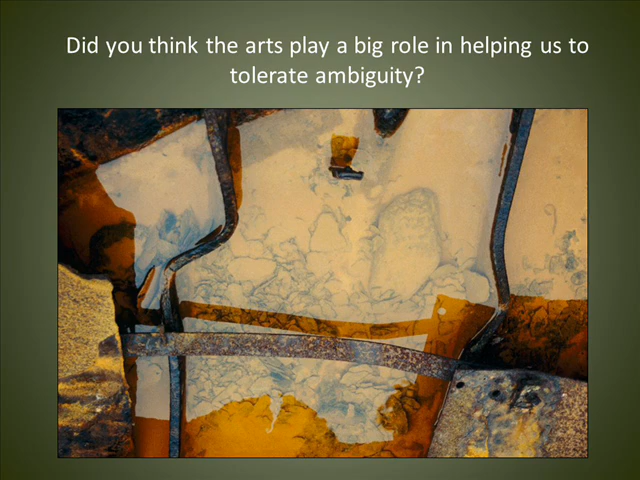 Did you think the arts play a big role in helping us to
tolerate ambiguity?